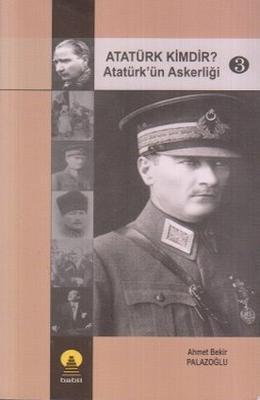 ATATÜRK KİMDİR?
Atatürk'ün Askerliği
3
Ahmet Bekir
PALAZOĞLU
babil